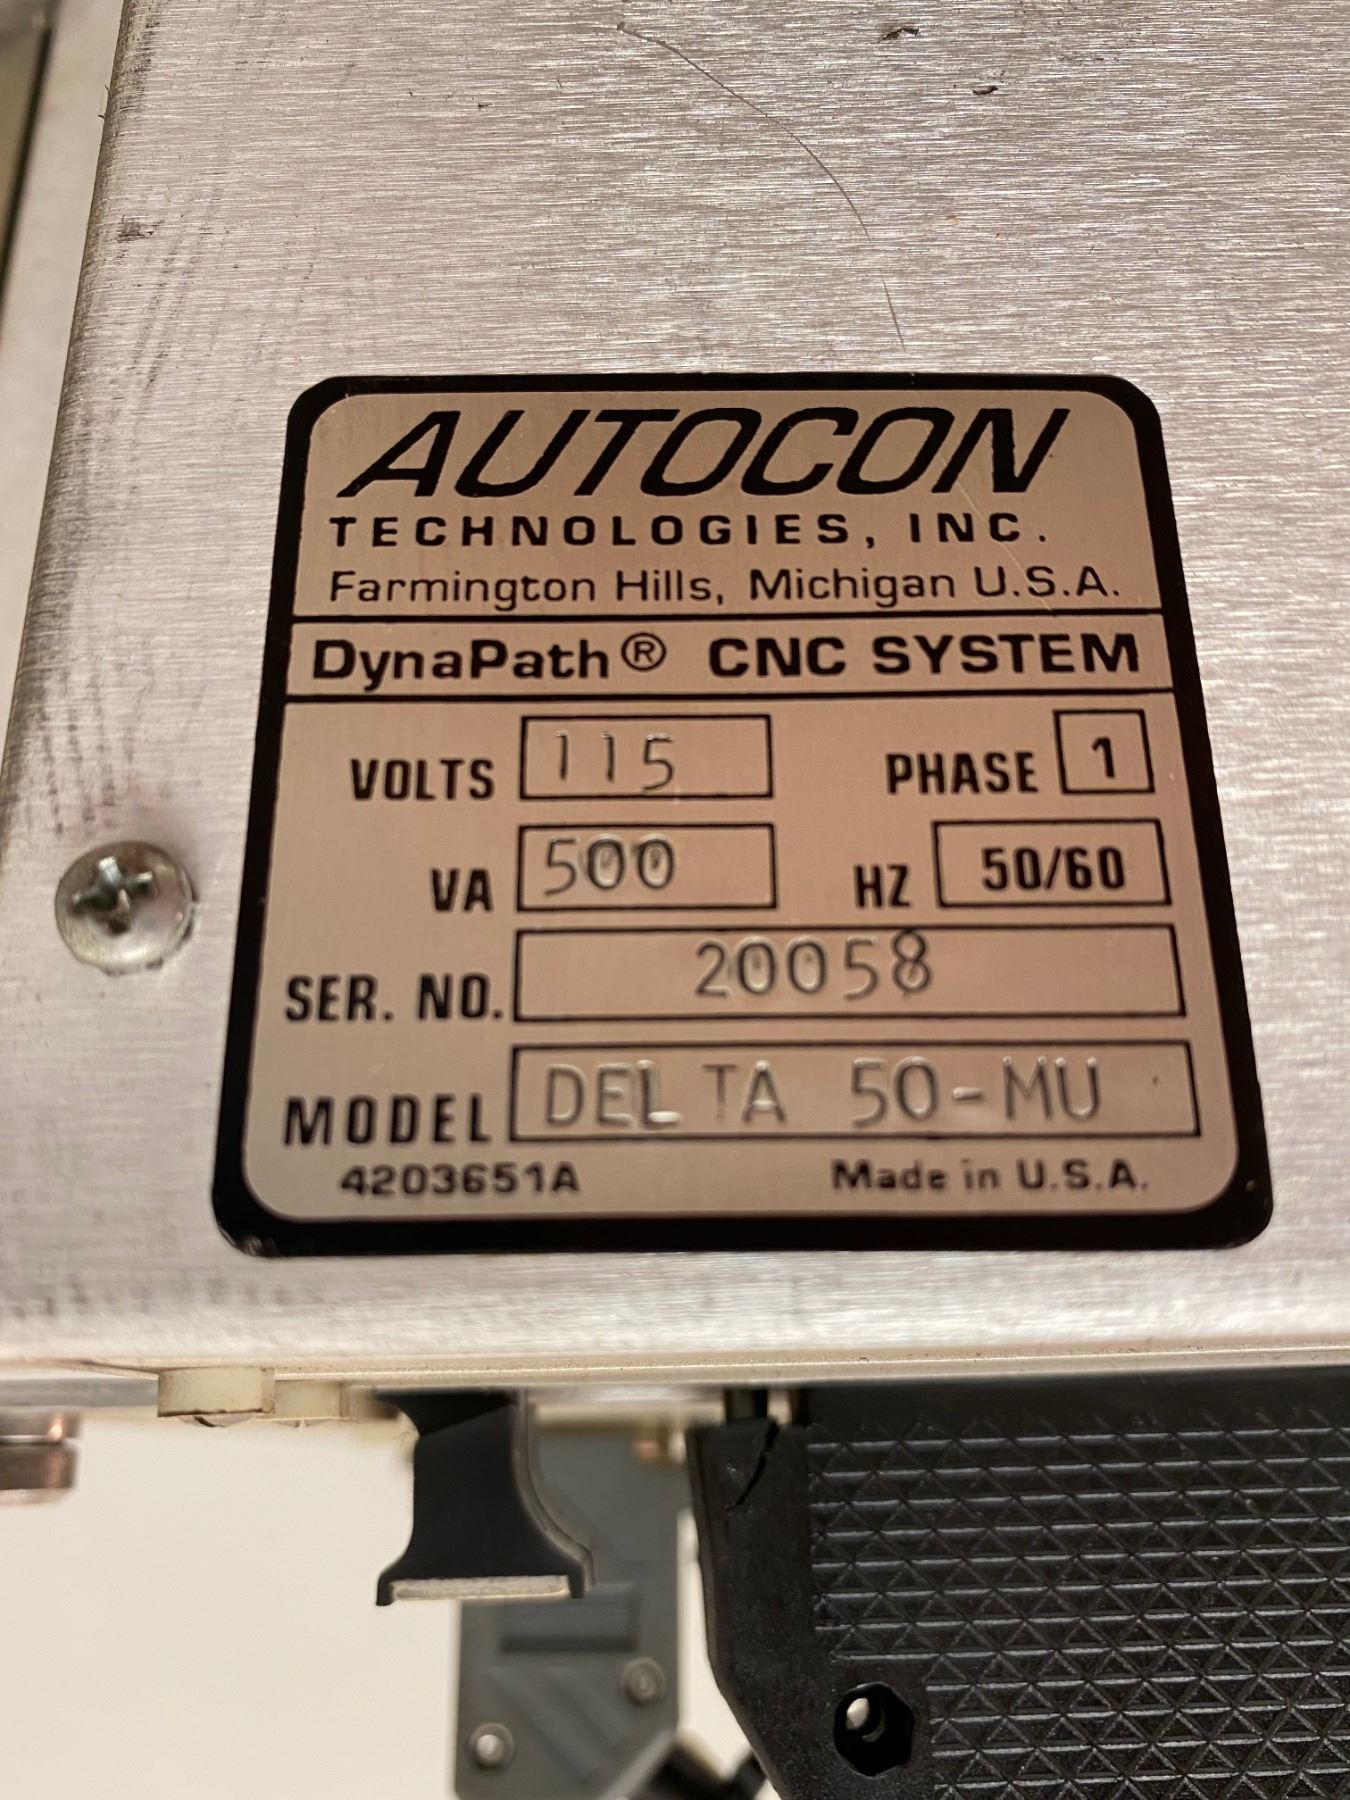 AUTOCON
TECHNOLOGIES, INC.
Farmington Hills, Michigan U.S.A.
DynaPath® CNC SYSTEM
VOLTS 115 PHASE 1
VA 500 HZ 50/60
SER. NO. 20058
MODEL DELTA 50-MU
4203651A Made in U.S.A.